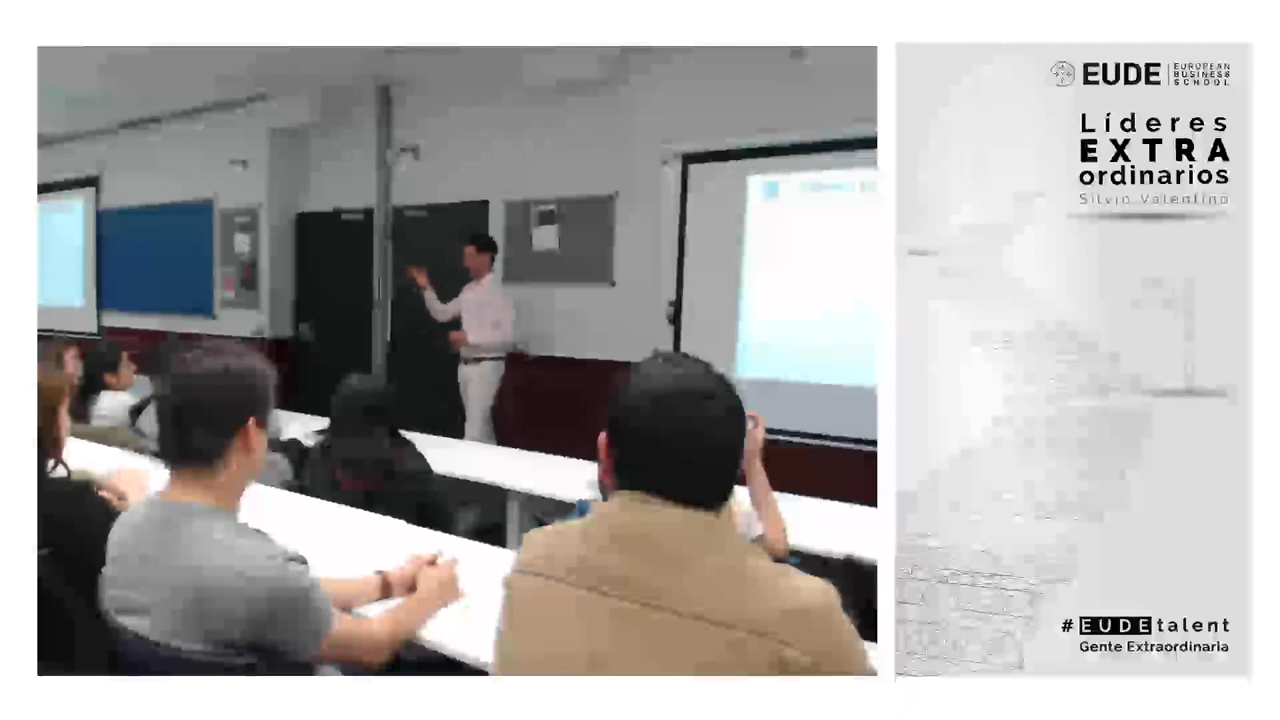 EUDE
EUROPEAN
BUSINESS
SCHOOL
Líderes
EXTRA
ordinarios
Silvio Valentino
#EUDEtalent
Gente Extraordinaria